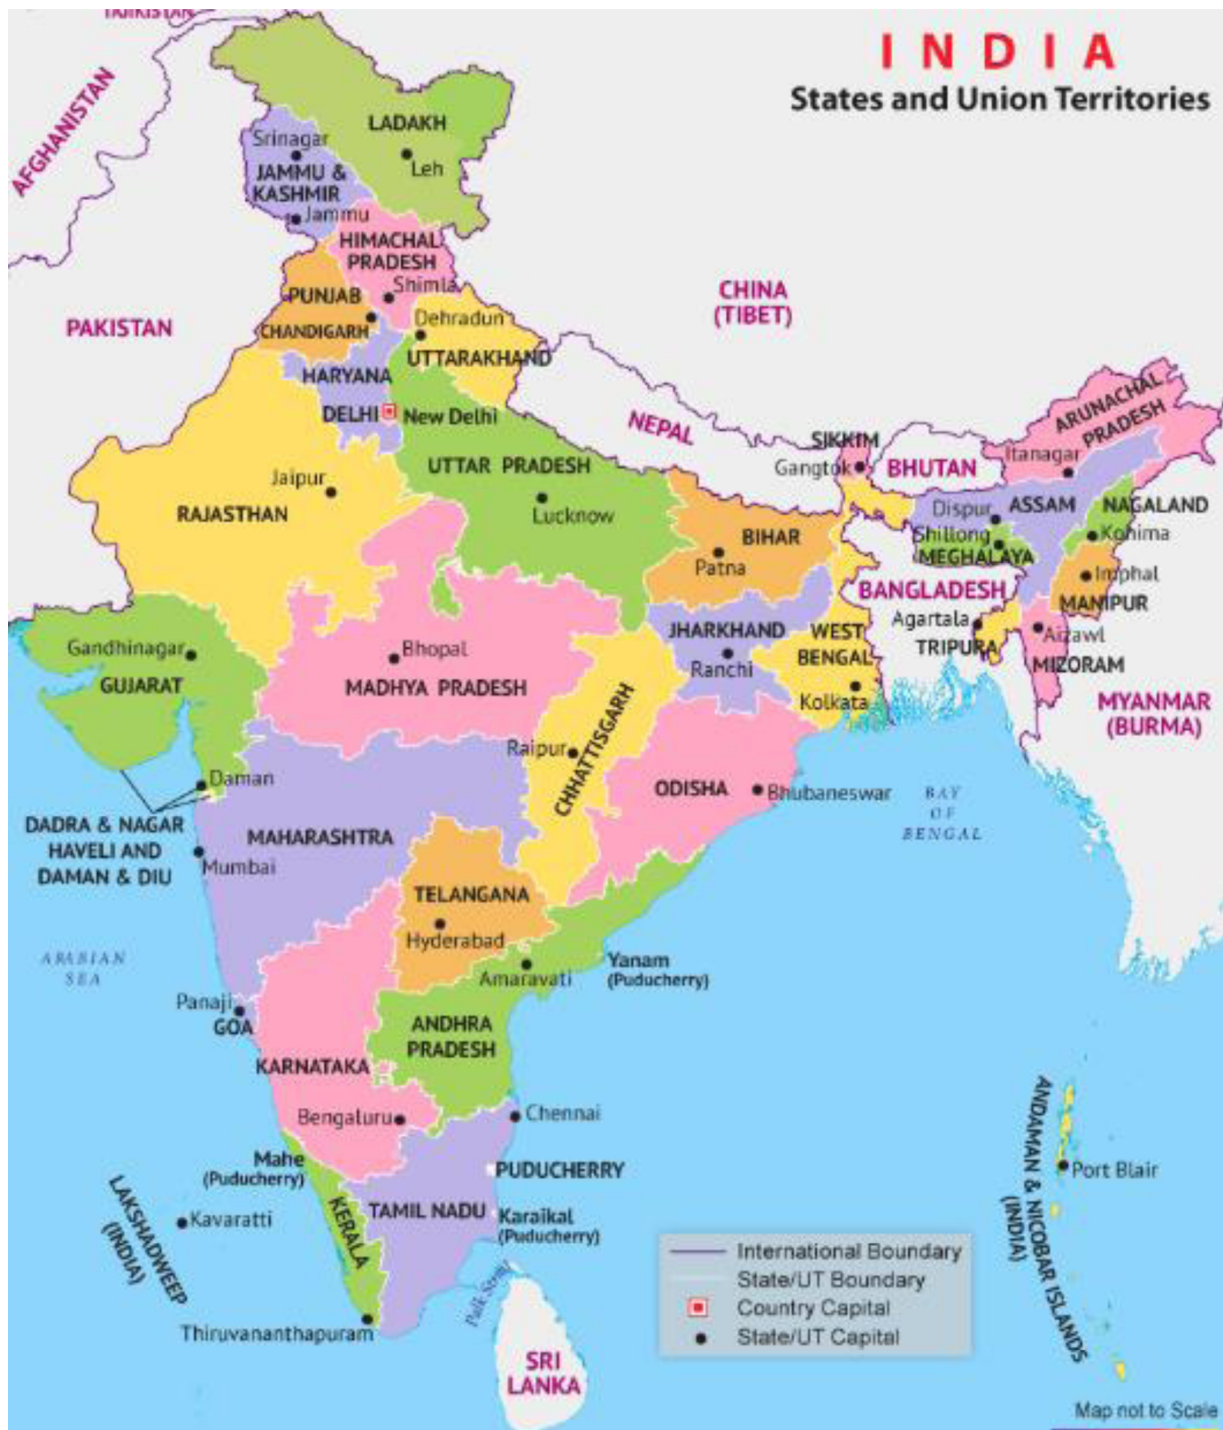 TAJIKISTAN
INDIA
States and Union Territories
AFGHANISTAN
LADAKH
Srinagar
Leh
JAMMU &
KASHMIR
Jammu
HIMACHAL
PRADESH
Shimla
PUNJAB
CHANDIGARH
CHINA
(TIBET)
PAKISTAN
Dehradun
UTTARAKHAND
HARYANA
DELHI
New Delhi
NEPAL
SIKKIM
Gangtok
BHUTAN
ARUNACHAL
PRADESH
Itanagar
UTTAR PRADESH
Lucknow
Jaipur
RAJASTHAN
BIHAR
Patna
Dispur
ASSAM
NAGALAND
Shillong
Kohima
MEGHALAYA
Imphal
MANIPUR
BANGLADESH
Agartala
TRIPURA
Aizawl
MIZORAM
MYANMAR
(BURMA)
Gandhinagar
GUJARAT
Bhopal
MADHYA PRADESH
JHARKHAND
Ranchi
WEST
BENGAL
Kolkata
Raipur
CHHATTISGARH
ODISHA
Bhubaneswar
BAY
OF
BENGAL
Daman
DADRA & NAGAR
HAVELI AND
DAMAN & DIU
MAHARASHTRA
Mumbai
TELANGANA
Hyderabad
ARABIAN
SEA
Amaravati
Yanam
(Puducherry)
Panaji
GOA
ANDHRA
PRADESH
KARNATAKA
Bengaluru
Chennai
Mahe
(Puducherry)
PUDUCHERRY
KERALA
TAMIL NADU
Karaikal
(Puducherry)
LAKSHADWEEP
(INDIA)
Kavaratti
Thiruvananthapuram
Palk Strait
SRI
LANKA
ANDAMAN & NICOBAR ISLANDS
(INDIA)
Port Blair
International Boundary
State/UT Boundary
Country Capital
State/UT Capital
Map not to Scale